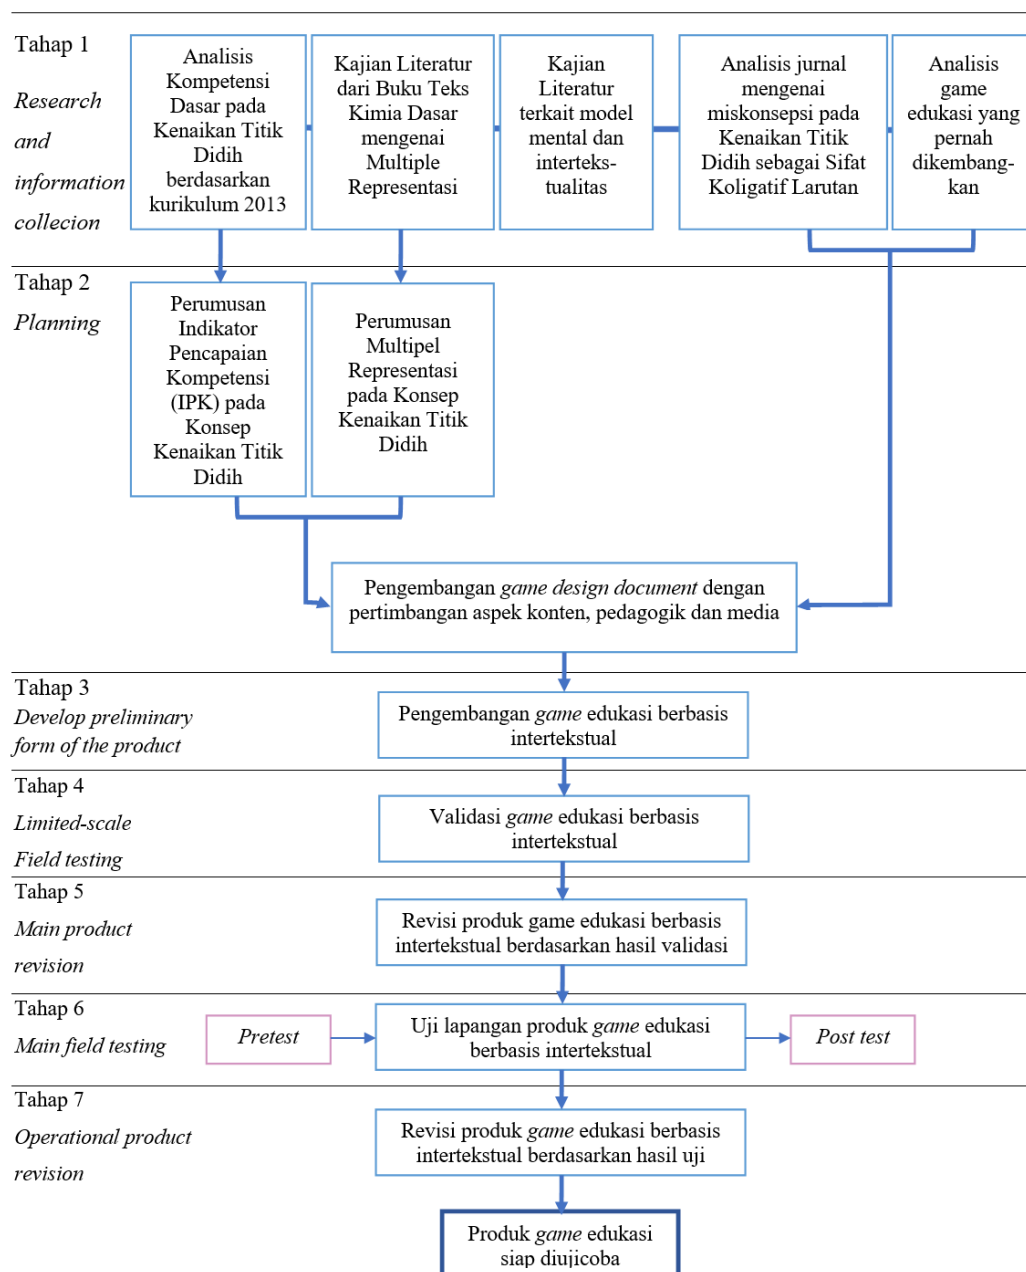 Tahap 1
Research
and
information
collecion
Analisis
Kompetensi
Dasar pada
Kenaikan Titik
Didih
berdasarkan
kurikulum 2013
Kajian Literatur
dari Buku Teks
Kimia Dasar
mengenai
Multiple
Representasi
Kajian
Literatur
terkait model
mental dan
interteks-
tualitas
Analisis jurnal
mengenai
miskonsepsi pada
Kenaikan Titik
Didih sebagai Sifat
Koligatif Larutan
Analisis
game
edukasi yang
pernah
dikembang-
kan
Tahap 2
Planning
Perumusan
Indikator
Pencapaian
Kompetensi
(IPK) pada
Konsep
Kenaikan Titik
Didih
Perumusan
Multipel
Representasi
pada Konsep
Kenaikan Titik
Didih
Pengembangan game design document dengan
pertimbangan aspek konten, pedagogik dan media
Tahap 3
Develop preliminary
form of the product
Pengembangan game edukasi berbasis
intertekstual
Tahap 4
Limited-scale
Field testing
Validasi game edukasi berbasis
intertekstual
Tahap 5
Main product
revision
Revisi produk game edukasi berbasis
intertekstual berdasarkan hasil validasi
Tahap 6
Main field testing
Pretest
Uji lapangan produk game edukasi
berbasis intertekstual
Post test
Tahap 7
Operational product
revision
Revisi produk game edukasi berbasis
intertekstual berdasarkan hasil uji
Produk game edukasi
siap diujicoba